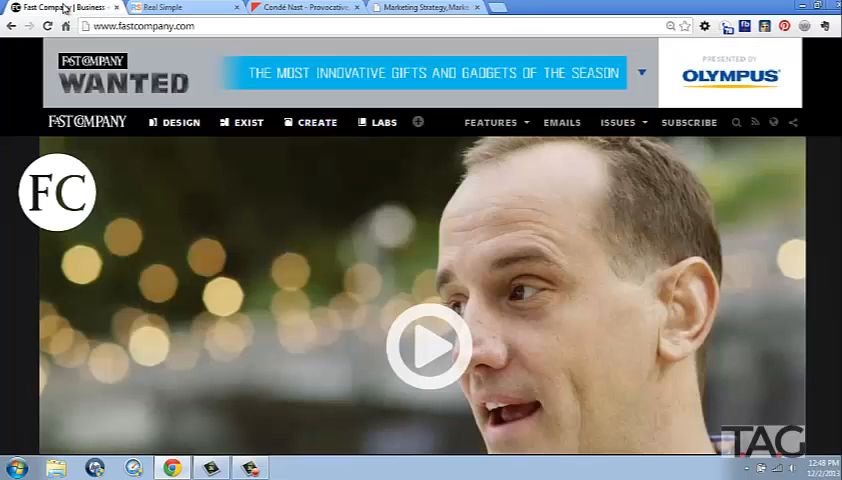 Fast Company | Business
Real Simple
Condé Nast - Provocative,
Marketing Strategy,Marke
www.fastcompany.com
FAST COMPANY
WANTED
THE MOST INNOVATIVE GIFTS AND GADGETS OF THE SEASON
PRESENTED BY
OLYMPUS
FAST COMPANY
DESIGN
EXIST
CREATE
LABS
FEATURES
EMAILS
ISSUES
SUBSCRIBE
FC
TAG
12:48 PM
12/2/2013